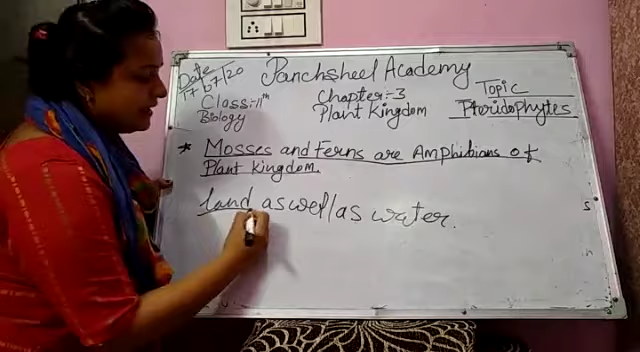 Date
17/07/20
Panchsheel Academy
Class:-11th
Biology
Chapter:-3
Plant Kingdom
Topic
Pteridophytes
* Mosses and Ferns are Amphibians of
Plant kingdom.
land as well as water.